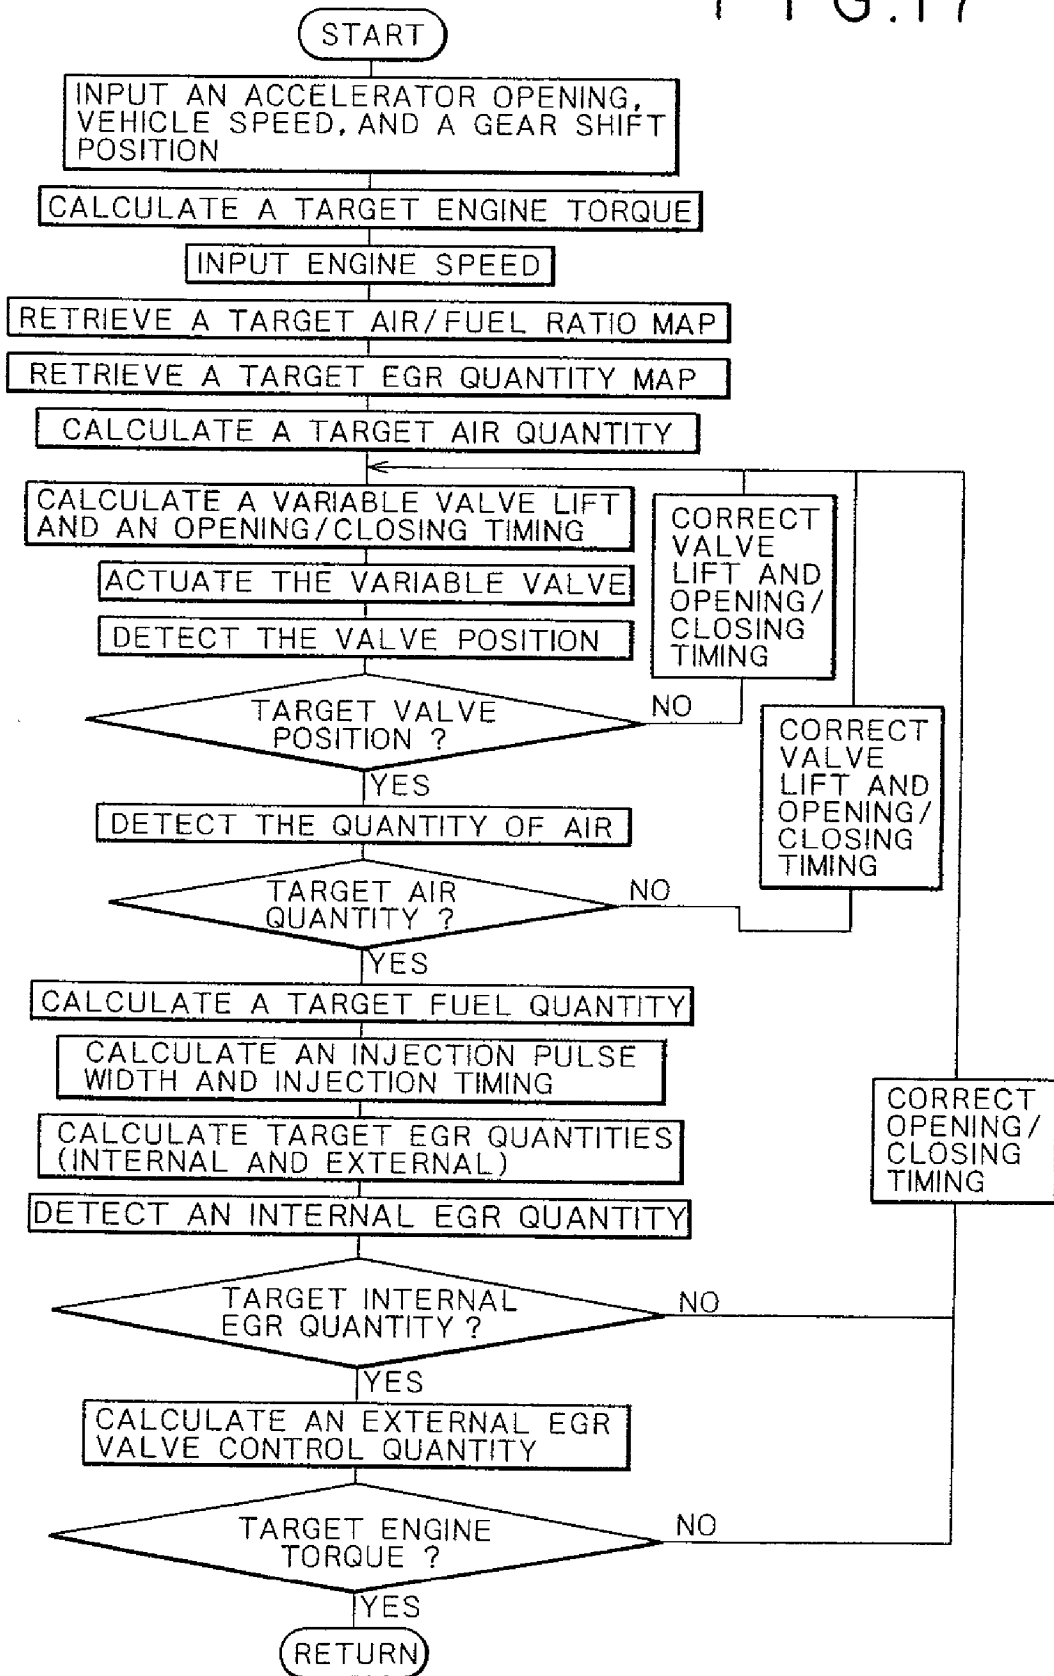 FIG.17
START
INPUT AN ACCELERATOR OPENING,
VEHICLE SPEED, AND A GEAR SHIFT
POSITION
CALCULATE A TARGET ENGINE TORQUE
INPUT ENGINE SPEED
RETRIEVE A TARGET AIR/FUEL RATIO MAP
RETRIEVE A TARGET EGR QUANTITY MAP
CALCULATE A TARGET AIR QUANTITY
CALCULATE A VARIABLE VALVE LIFT
AND AN OPENING/CLOSING TIMING
ACTUATE THE VARIABLE VALVE
DETECT THE VALVE POSITION
CORRECT
VALVE
LIFT AND
OPENING/
CLOSING
TIMING
TARGET VALVE
POSITION ?
NO
YES
CORRECT
VALVE
LIFT AND
OPENING/
CLOSING
TIMING
DETECT THE QUANTITY OF AIR
TARGET AIR
QUANTITY ?
NO
YES
CALCULATE A TARGET FUEL QUANTITY
CALCULATE AN INJECTION PULSE
WIDTH AND INJECTION TIMING
CALCULATE TARGET EGR QUANTITIES
(INTERNAL AND EXTERNAL)
DETECT AN INTERNAL EGR QUANTITY
CORRECT
OPENING/
CLOSING
TIMING
TARGET INTERNAL
EGR QUANTITY ?
NO
YES
CALCULATE AN EXTERNAL EGR
VALVE CONTROL QUANTITY
TARGET ENGINE
TORQUE ?
NO
YES
RETURN